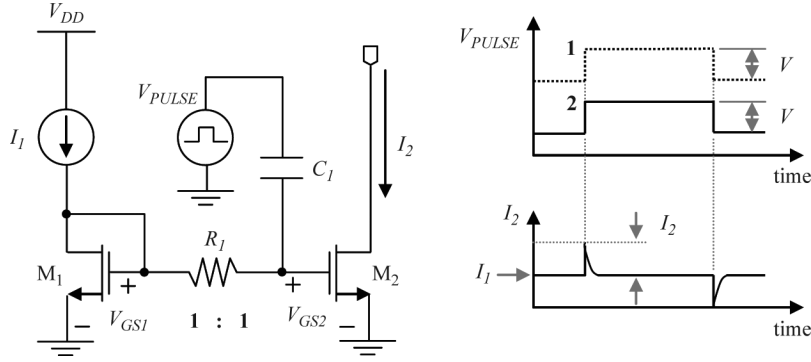 V_DD
I_1
V_PULSE
C_1
I_2
M_1
R_1
M_2
+
+
V_GS1
−
1 : 1
V_GS2
−
V_PULSE
1
V
2
V
time
I_2
I_2
I_1
time